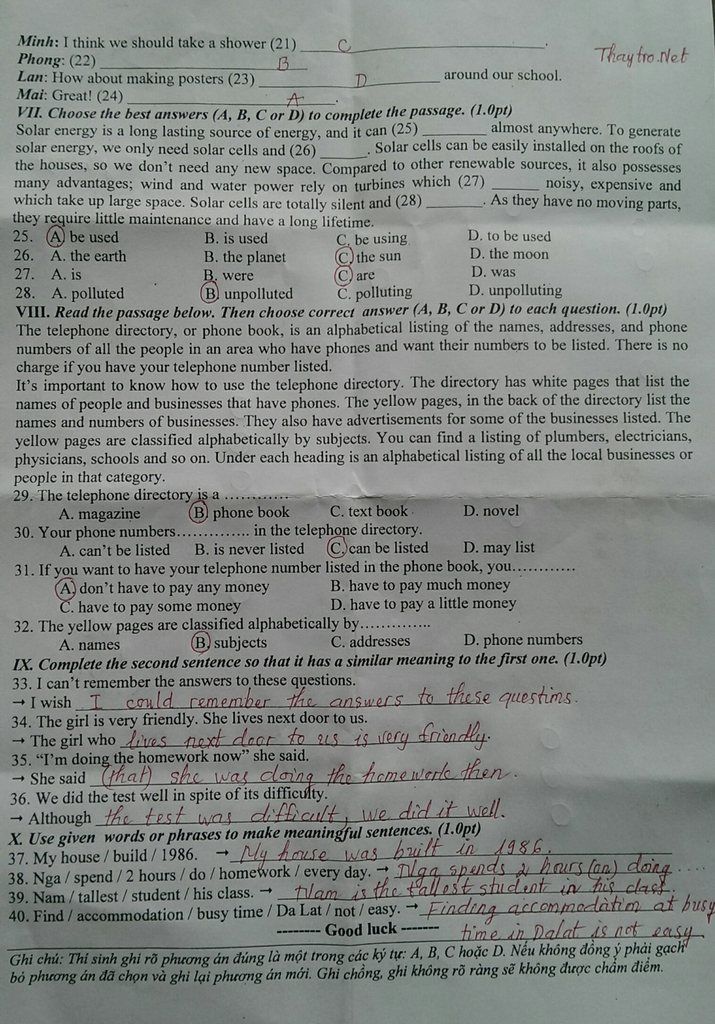 Minh: I think we should take a shower (21) C.
Thaytro.Net
Phong: (22) B
Lan: How about making posters (23) D around our school.
Mai: Great! (24) A.
VII. Choose the best answers (A, B, C or D) to complete the passage. (1.0pt)
Solar energy is a long lasting source of energy, and it can (25) ________ almost anywhere. To generate
solar energy, we only need solar cells and (26) ______. Solar cells can be easily installed on the roofs of
the houses, so we don't need any new space. Compared to other renewable sources, it also possesses
many advantages; wind and water power rely on turbines which (27) ______ noisy, expensive and
which take up large space. Solar cells are totally silent and (28) _______. As they have no moving parts,
they require little maintenance and have a long lifetime.
25. A. be used B. is used C. be using D. to be used
26. A. the earth B. the planet C. the sun D. the moon
27. A. is B. were C. are D. was
28. A. polluted B. unpolluted C. polluting D. unpolluting
VIII. Read the passage below. Then choose correct answer (A, B, C or D) to each question. (1.0pt)
The telephone directory, or phone book, is an alphabetical listing of the names, addresses, and phone
numbers of all the people in an area who have phones and want their numbers to be listed. There is no
charge if you have your telephone number listed.
It's important to know how to use the telephone directory. The directory has white pages that list the
names of people and businesses that have phones. The yellow pages, in the back of the directory list the
names and numbers of businesses. They also have advertisements for some of the businesses listed. The
yellow pages are classified alphabetically by subjects. You can find a listing of plumbers, electricians,
physicians, schools and so on. Under each heading is an alphabetical listing of all the local businesses or
people in that category.
29. The telephone directory is a …………
A. magazine B. phone book C. text book D. novel
30. Your phone numbers………….. in the telephone directory.
A. can't be listed B. is never listed C. can be listed D. may list
31. If you want to have your telephone number listed in the phone book, you…………
A. don't have to pay any money B. have to pay much money
C. have to pay some money D. have to pay a little money
32. The yellow pages are classified alphabetically by…………..
A. names B. subjects C. addresses D. phone numbers
IX. Complete the second sentence so that it has a similar meaning to the first one. (1.0pt)
33. I can't remember the answers to these questions.
→ I wish I could remember the answers to these questions.
34. The girl is very friendly. She lives next door to us.
→ The girl who lives next door to us is very friendly.
35. “I'm doing the homework now” she said.
→ She said (that) she was doing the homework then.
36. We did the test well in spite of its difficulty.
→ Although the test was difficult, we did it well.
X. Use given words or phrases to make meaningful sentences. (1.0pt)
37. My house / build / 1986. → My house was built in 1986.
38. Nga / spend / 2 hours / do / homework / every day. → Nga spends 2 hours (on) doing ....
39. Nam / tallest / student / his class. → Nam is the tallest student in his class.
40. Find / accommodation / busy time / Da Lat / not / easy. → Finding accommodation at busy
-------- Good luck ------- time in Dalat is not easy
Ghi chú: Thí sinh ghi rõ phương án đúng là một trong các ký tự: A, B, C hoặc D. Nếu không đồng ý phải gạch
bỏ phương án đã chọn và ghi lại phương án mới. Ghi chồng, ghi không rõ ràng sẽ không được chấm điểm.